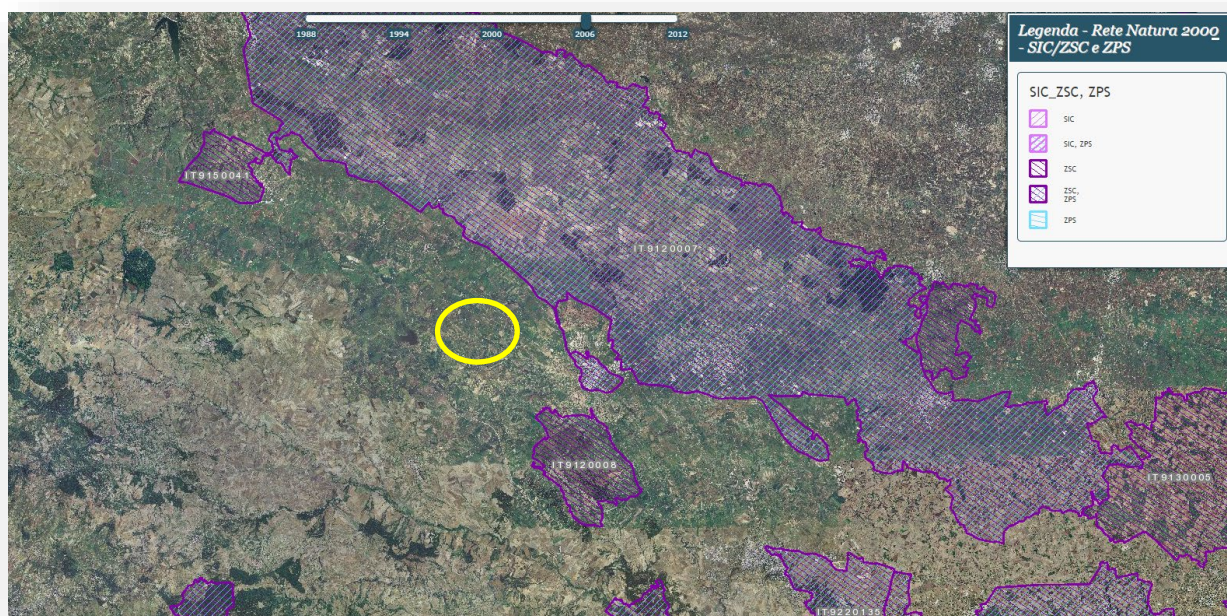 1988 1994 2000 2006 2012
Legenda - Rete Natura 2000
- SIC/ZSC e ZPS
SIC_ZSC, ZPS
SIC
SIC, ZPS
ZSC
ZSC,
ZPS
ZPS
IT9150041
IT9120007
IT9120008
IT9130005
IT9220135